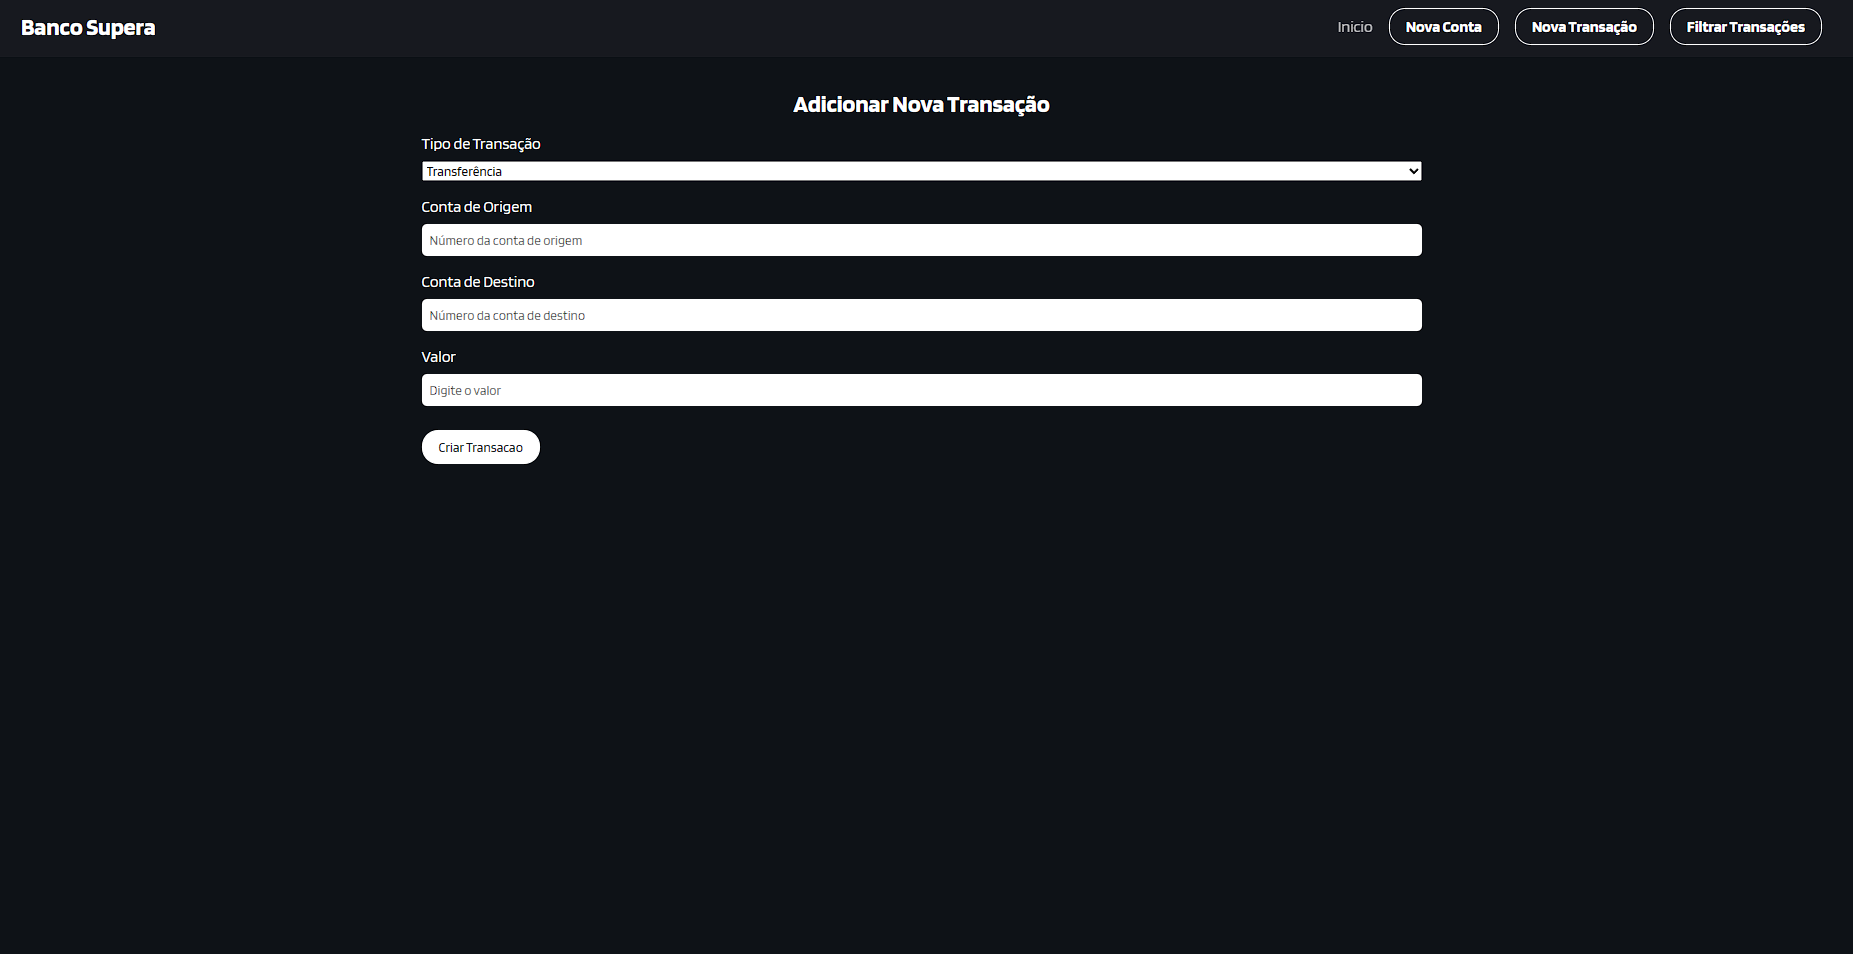 Banco Supera
Inicio
Nova Conta
Nova Transação
Filtrar Transações
Adicionar Nova Transação
Tipo de Transação
Transferência
Conta de Origem
Número da conta de origem
Conta de Destino
Número da conta de destino
Valor
Digite o valor
Criar Transacao